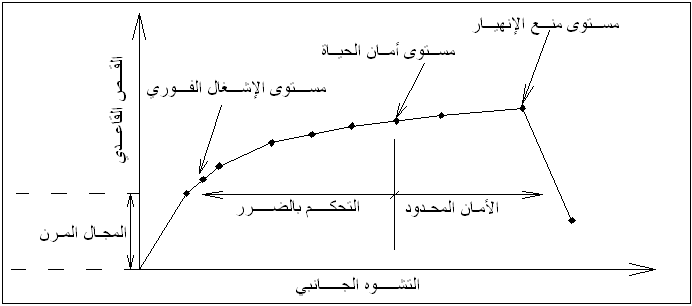 مستوى منع الإنهيار
مستوى أمان الحياة
مستوى الإشغال الفوري
القص القاعدي
التحكم بالضرر
الأمان المحدود
المجال المرن
التشوه الجانبي